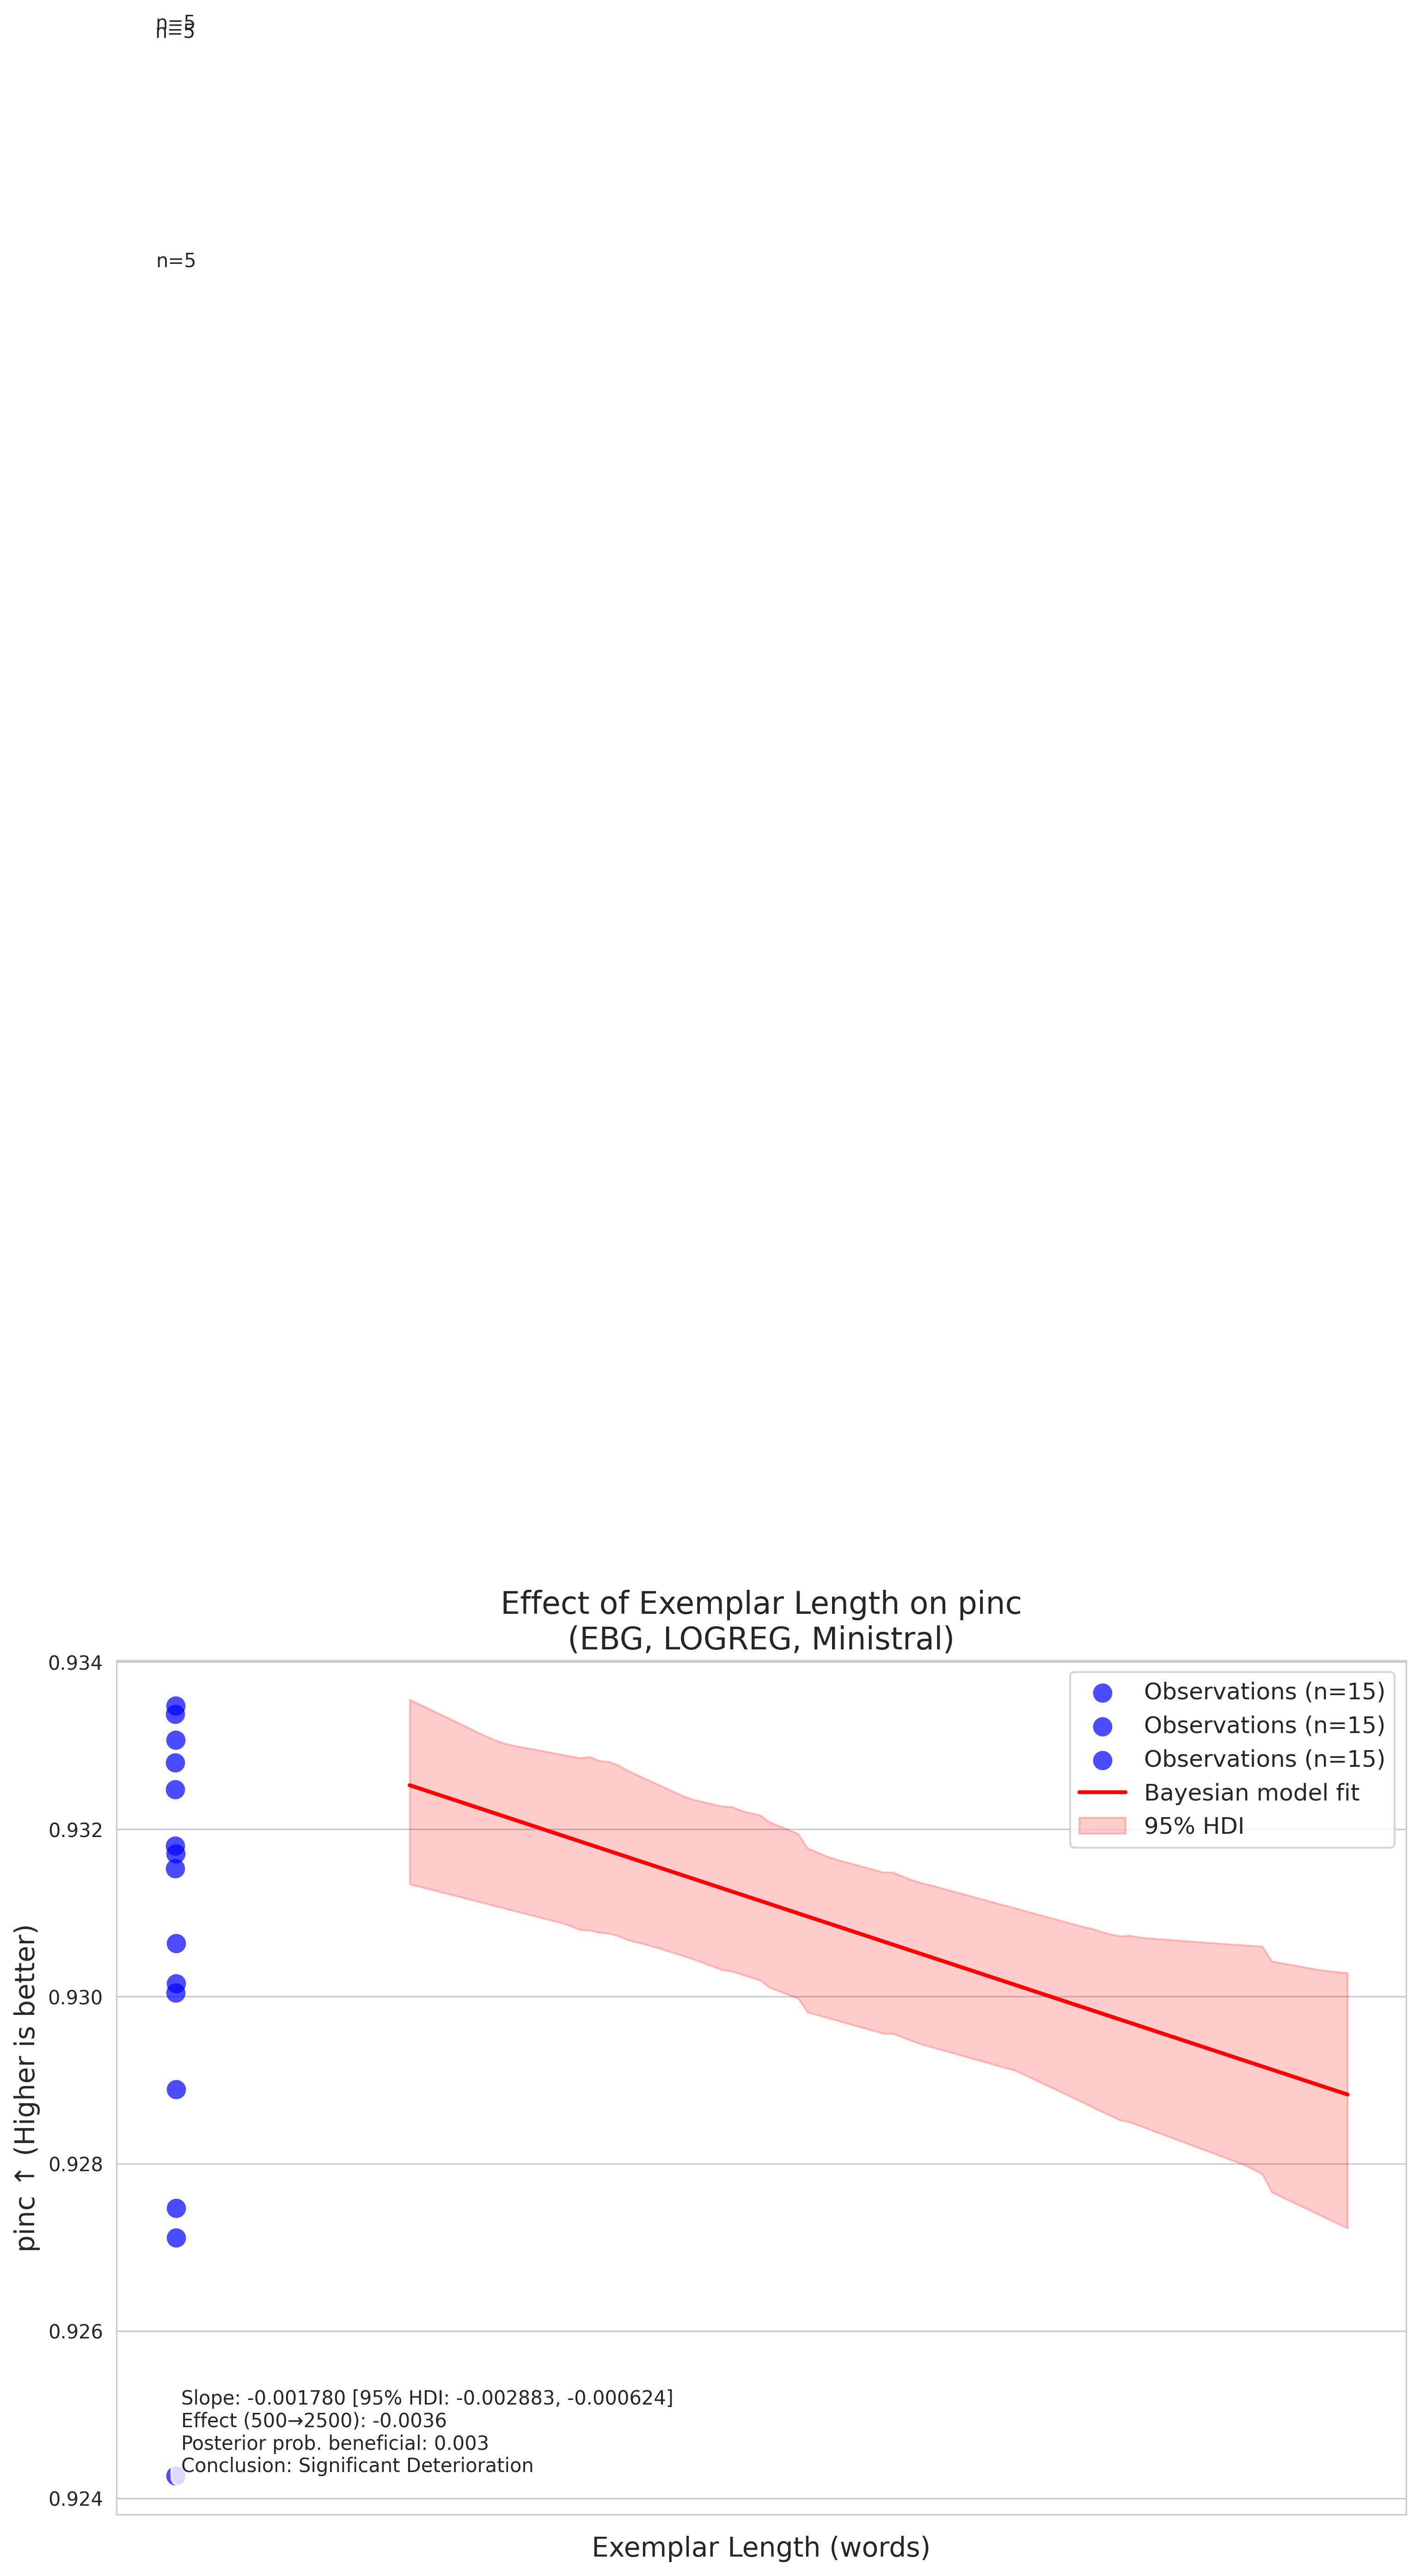 n=5
n=5
n=5
Effect of Exemplar Length on pinc
(EBG, LOGREG, Ministral)
0.934
0.932
0.930
0.928
0.926
0.924
pinc ↑ (Higher is better)
Observations (n=15)
Observations (n=15)
Observations (n=15)
Bayesian model fit
95% HDI
Slope: -0.001780 [95% HDI: -0.002883, -0.000624]
Effect (500→2500): -0.0036
Posterior prob. beneficial: 0.003
Conclusion: Significant Deterioration
Exemplar Length (words)